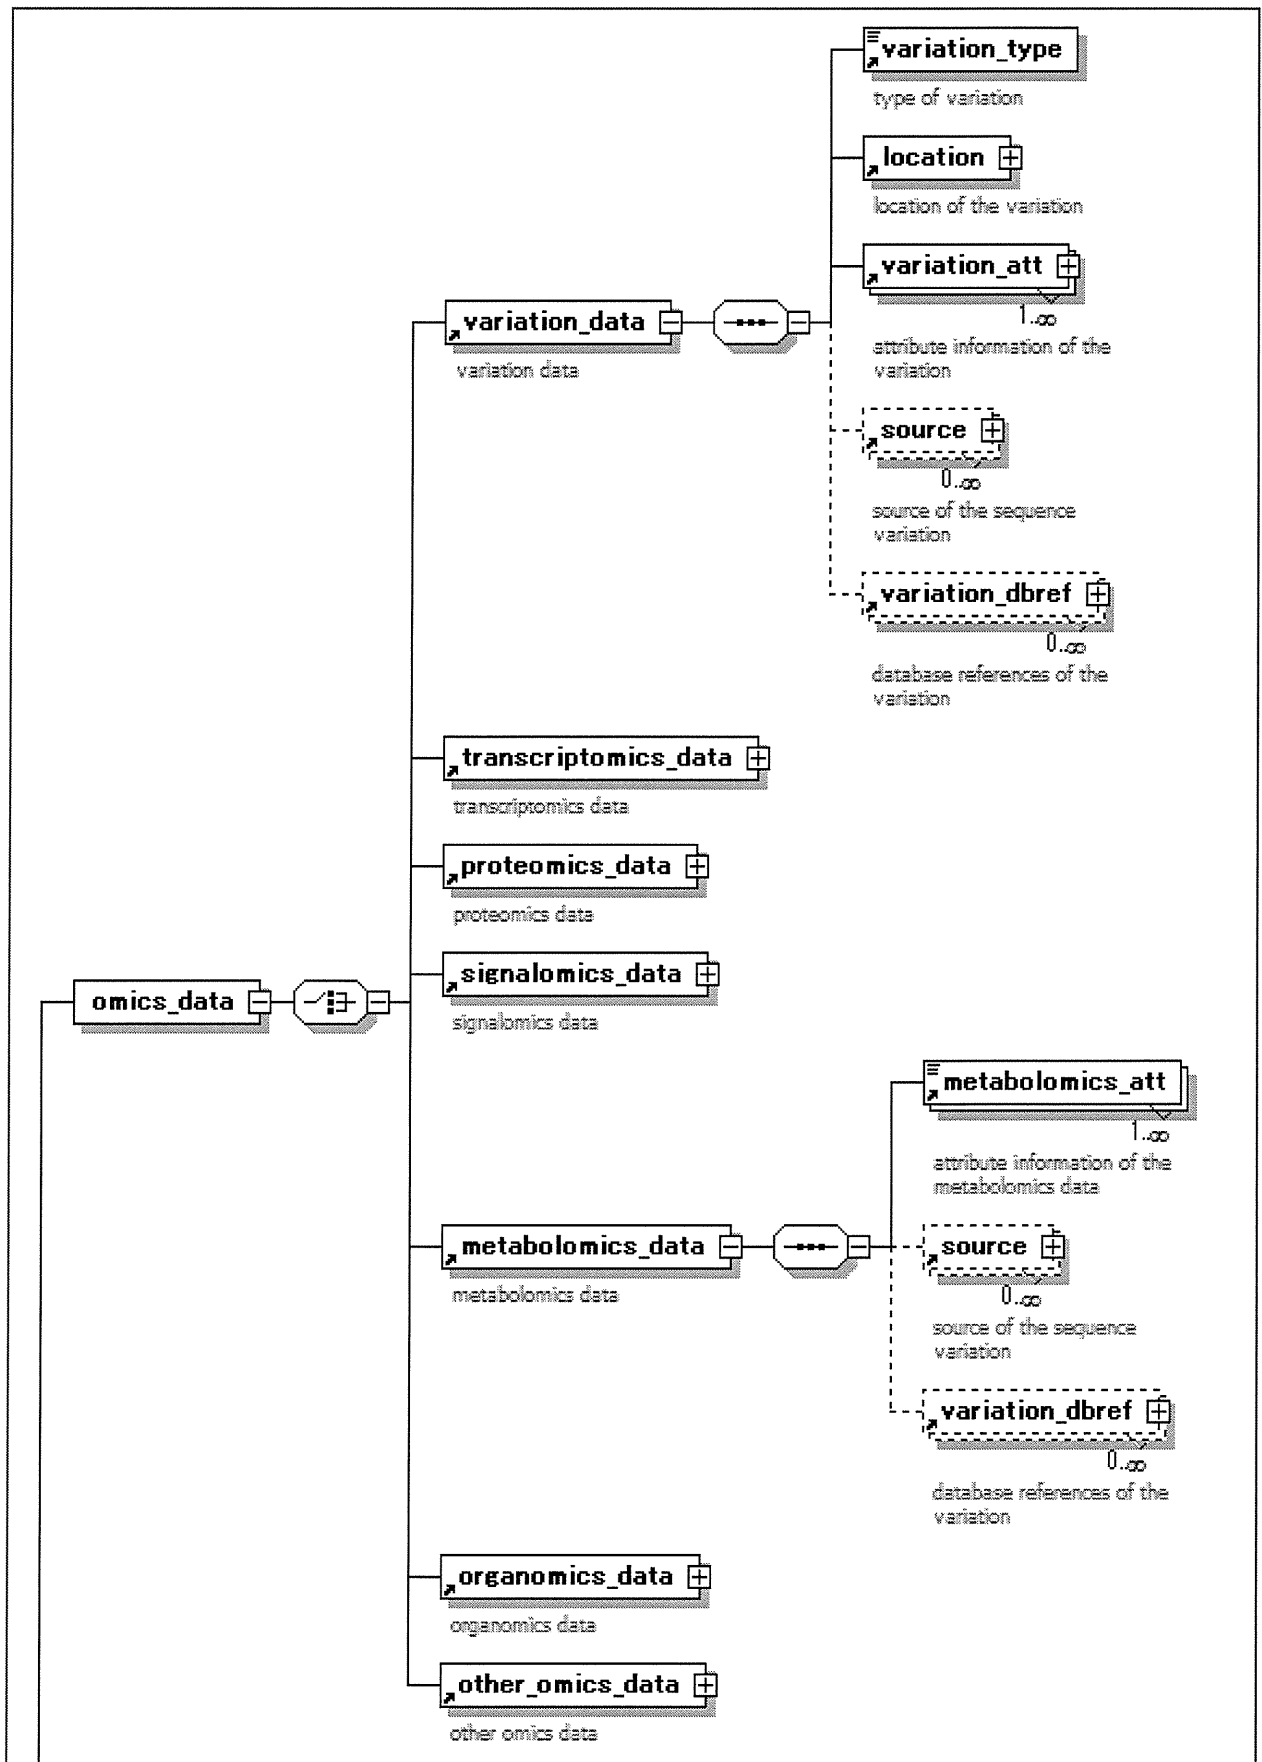 variation_type
type of variation
location
location of the variation
variation_att
1..∞
attribute information of the
variation
variation_data
variation data
source
0..∞
source of the sequence
variation
variation_dbref
0..∞
database references of the
variation
transcriptomics_data
transcriptomics data
proteomics_data
proteomics data
signalomics_data
signalomics data
omics_data
metabolomics_att
1..∞
attribute information of the
metabolomics data
metabolomics_data
metabolomics data
source
0..∞
source of the sequence
variation
variation_dbref
0..∞
database references of the
variation
organomics_data
organomics data
other_omics_data
other omics data